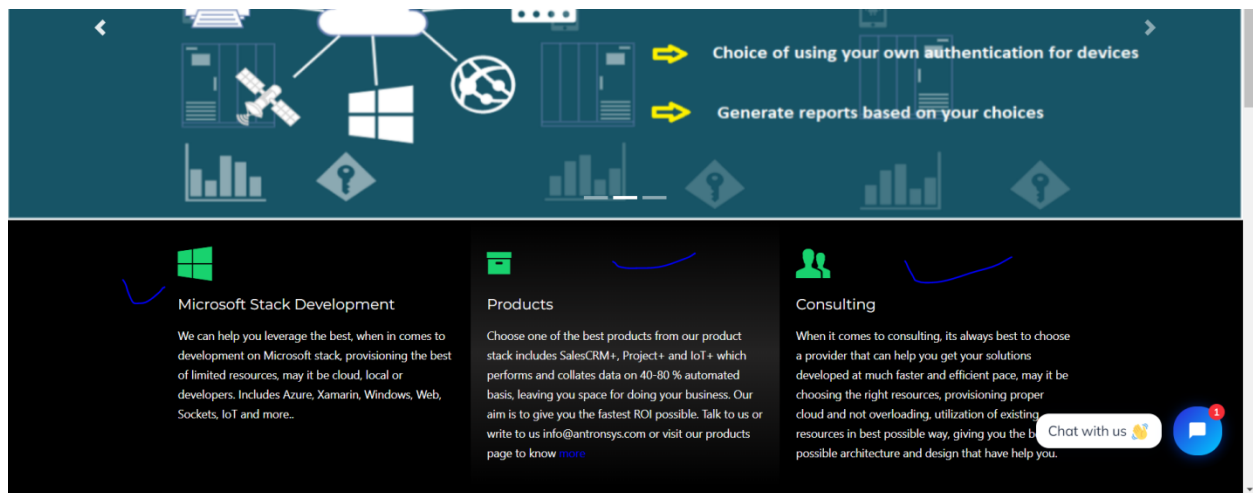 Choice of using your own authentication for devices
Generate reports based on your choices
Microsoft Stack Development
We can help you leverage the best, when in comes to
development on Microsoft stack, provisioning the best
of limited resources, may it be cloud, local or
developers. Includes Azure, Xamarin, Windows, Web,
Sockets, IoT and more..
Products
Choose one of the best products from our product
stack includes SalesCRM+, Project+ and IoT+ which
performs and collates data on 40-80 % automated
basis, leaving you space for doing your business. Our
aim is to give you the fastest ROI possible. Talk to us or
write to us info@antronsys.com or visit our products
page to know more
Consulting
When it comes to consulting, its always best to choose
a provider that can help you get your solutions
developed at much faster and efficient pace, may it be
choosing the right resources, provisioning proper
cloud and not overloading, utilization of existing
resources in best possible way, giving you the
possible architecture and design that have help you.
Chat with us
1